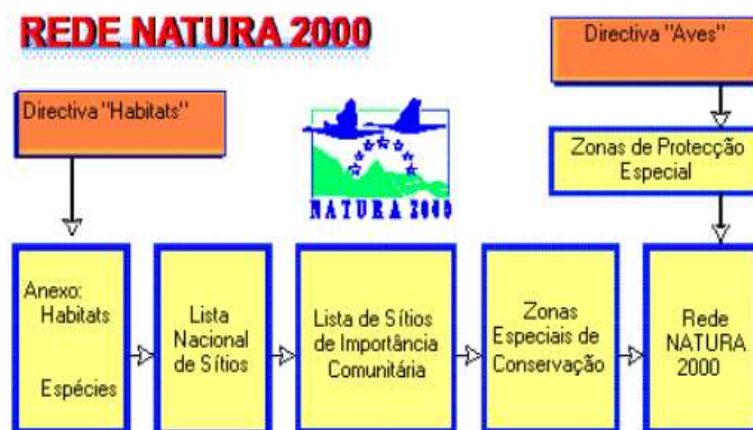 REDE NATURA 2000
Directiva "Aves"
Directiva "Habitats"
Zonas de Protecção
Especial
NATURA 2000
Anexo:
Habitats
Espécies
Lista
Nacional
de Sítios
Lista de Sítios
de Importância
Comunitária
Zonas
Especiais de
Conservação
Rede
NATURA
2000